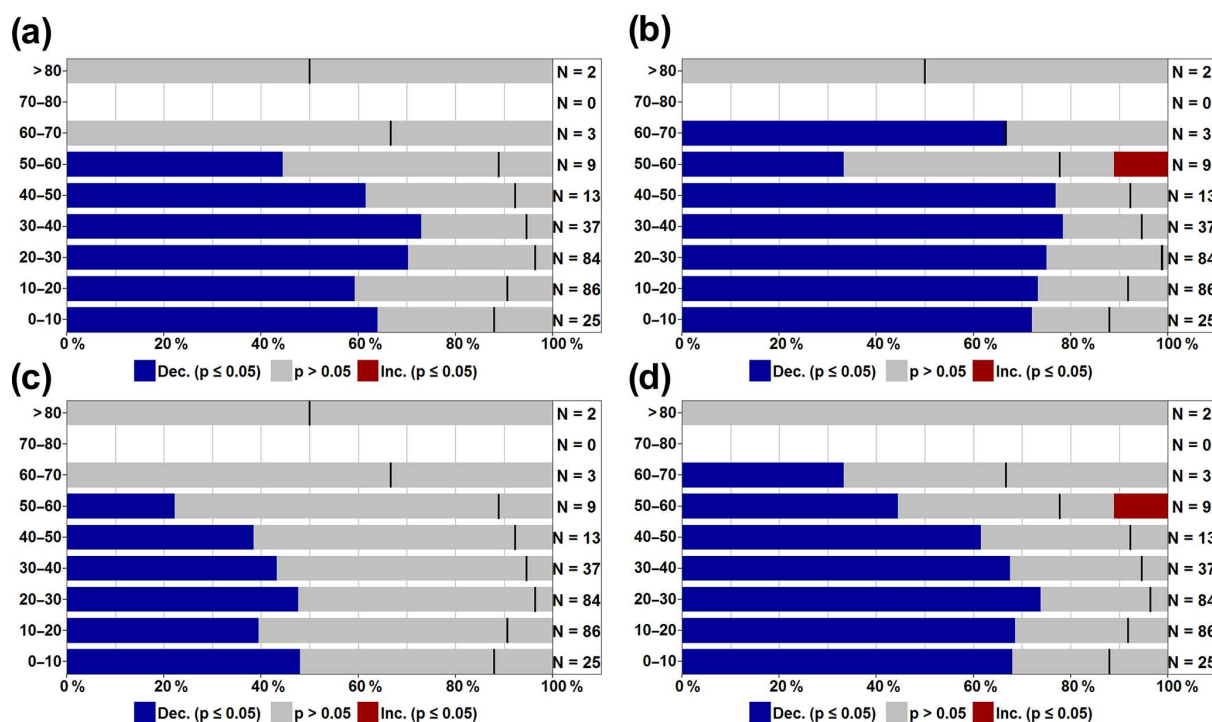 (a)
> 80 N = 2
70–80 N = 0
60–70 N = 3
50–60 N = 9
40–50 N = 13
30–40 N = 37
20–30 N = 84
10–20 N = 86
0–10 N = 25
0 % 20 % 40 % 60 % 80 % 100 %
Dec. (p ≤ 0.05) p > 0.05 Inc. (p ≤ 0.05)
(b)
N = 2
70–80 N = 0
60–70 N = 3
50–60 N = 9
40–50 N = 13
30–40 N = 37
20–30 N = 84
10–20 N = 86
0–10 N = 25
0 % 20 % 40 % 60 % 80 % 100 %
Dec. (p ≤ 0.05) p > 0.05 Inc. (p ≤ 0.05)
(c)
> 80 N = 2
70–80 N = 0
60–70 N = 3
50–60 N = 9
40–50 N = 13
30–40 N = 37
20–30 N = 84
10–20 N = 86
0–10 N = 25
0 % 20 % 40 % 60 % 80 % 100 %
Dec. (p ≤ 0.05) p > 0.05 Inc. (p ≤ 0.05)
(d)
> 80 N = 2
70–80 N = 0
60–70 N = 3
50–60 N = 9
40–50 N = 13
30–40 N = 37
20–30 N = 84
10–20 N = 86
0–10 N = 25
0 % 20 % 40 % 60 % 80 % 100 %
Dec. (p ≤ 0.05) p > 0.05 Inc. (p ≤ 0.05)